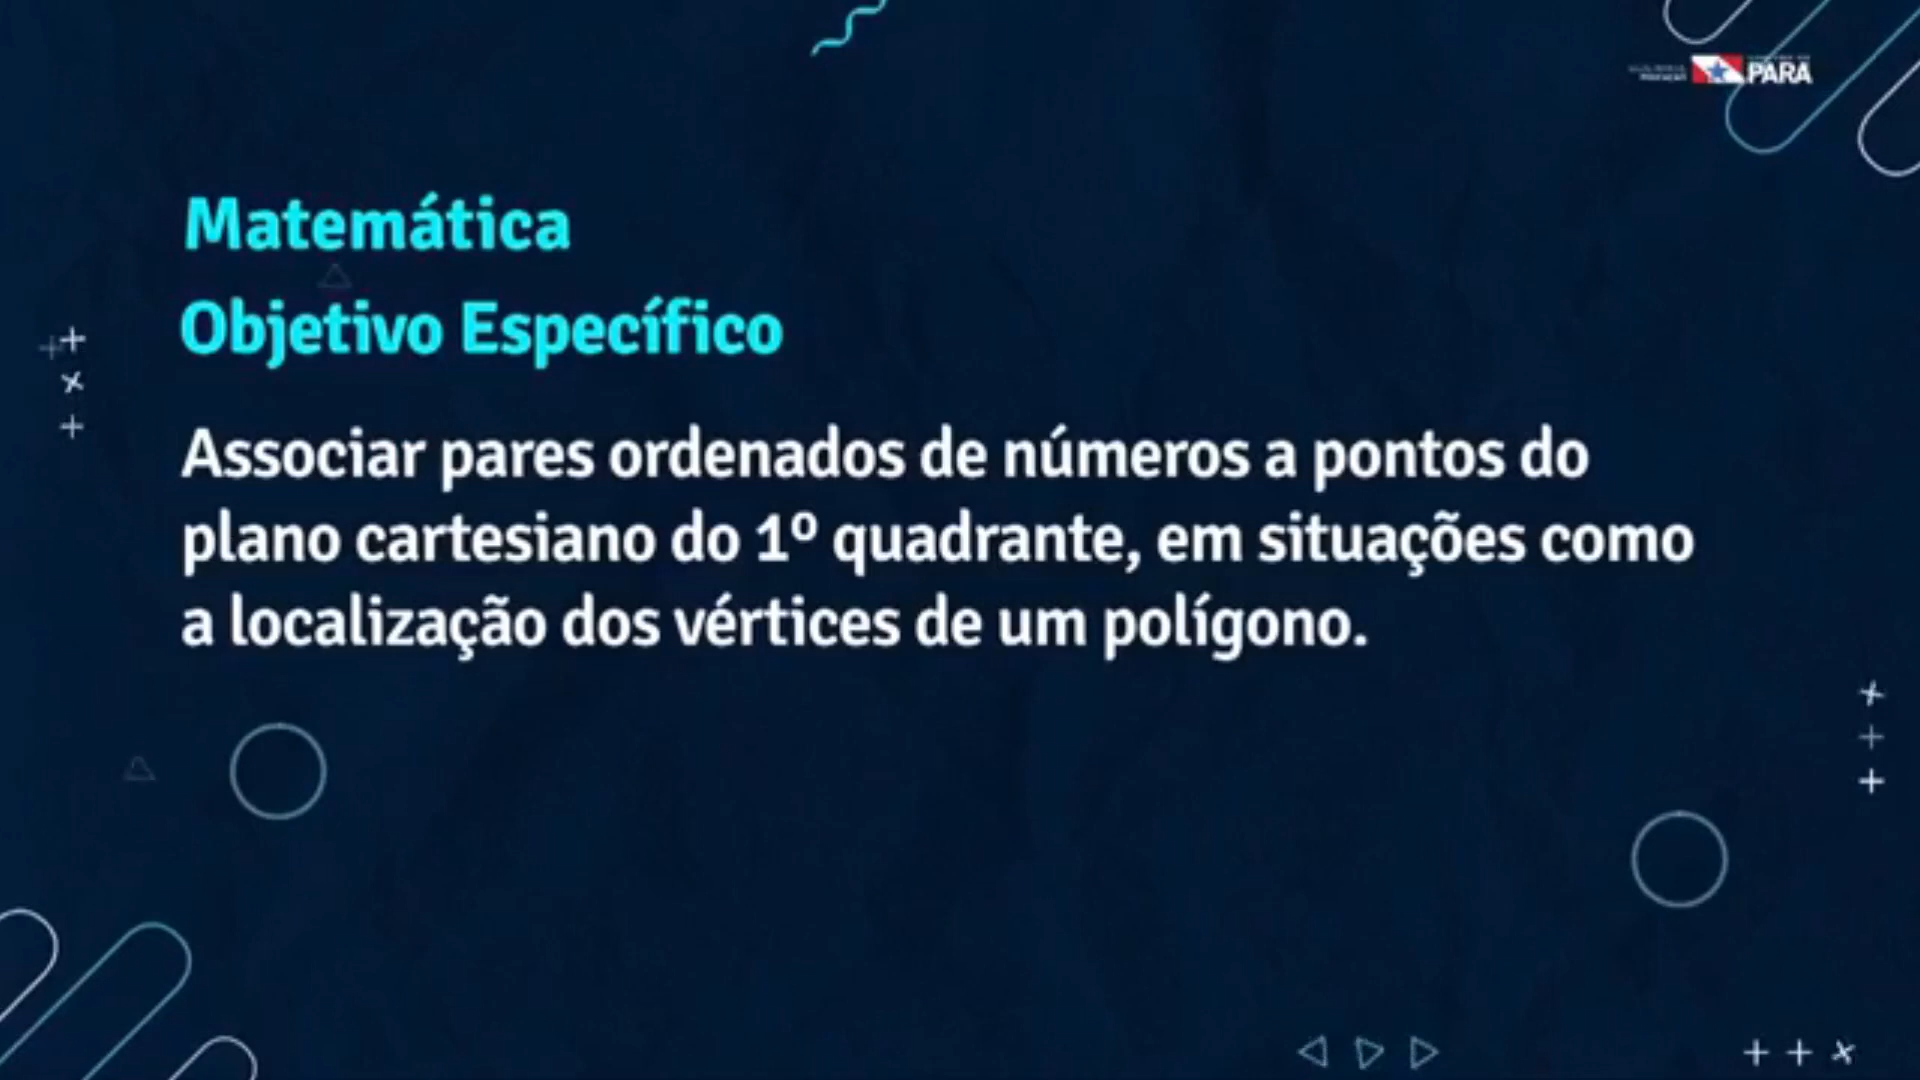 PARÁ
Matemática
Objetivo Específico
Associar pares ordenados de números a pontos do
plano cartesiano do 1º quadrante, em situações como
a localização dos vértices de um polígono.